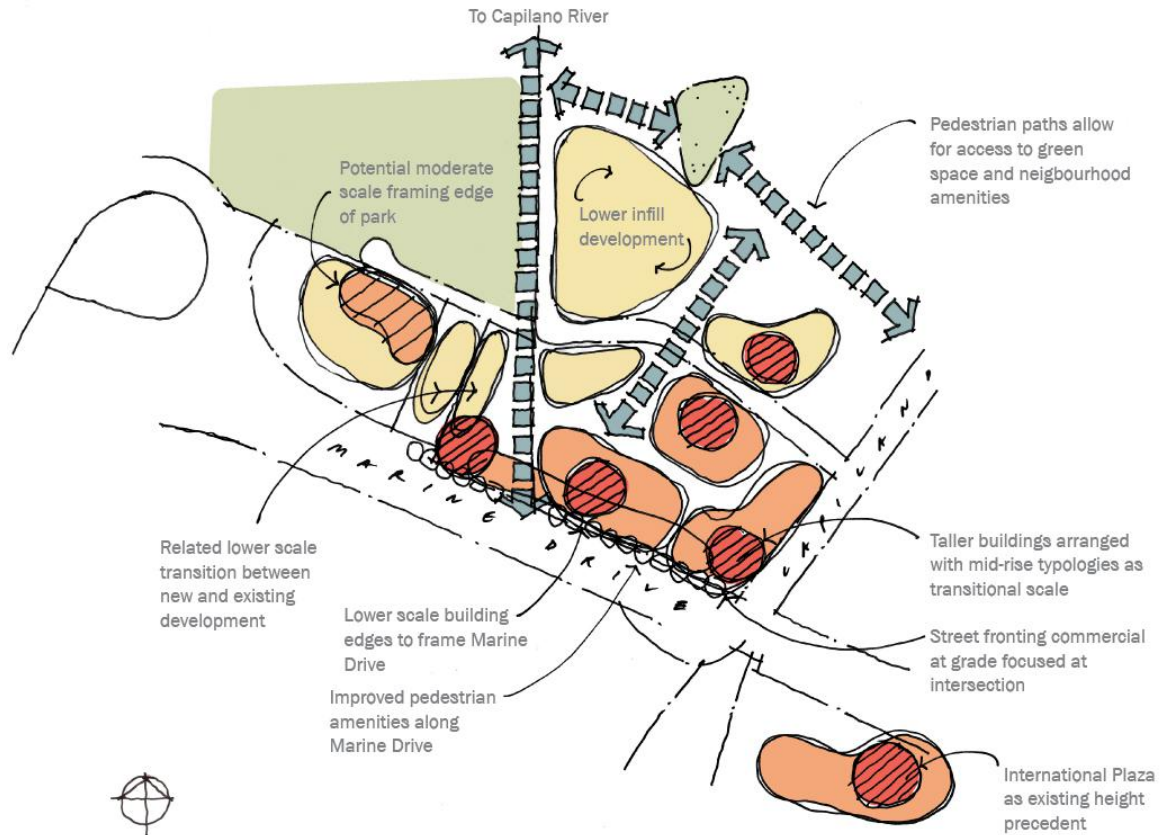 To Capilano River
Pedestrian paths allow
for access to green
space and neigbourhood
amenities
Potential moderate
scale framing edge
of park
Lower infill
development
MARINE DRIVE
Related lower scale
transition between
new and existing
development
Lower scale building
edges to frame Marine
Drive
Improved pedestrian
amenities along
Marine Drive
Taller buildings arranged
with mid-rise typologies as
transitional scale
Street fronting commercial
at grade focused at
intersection
International Plaza
as existing height
precedent